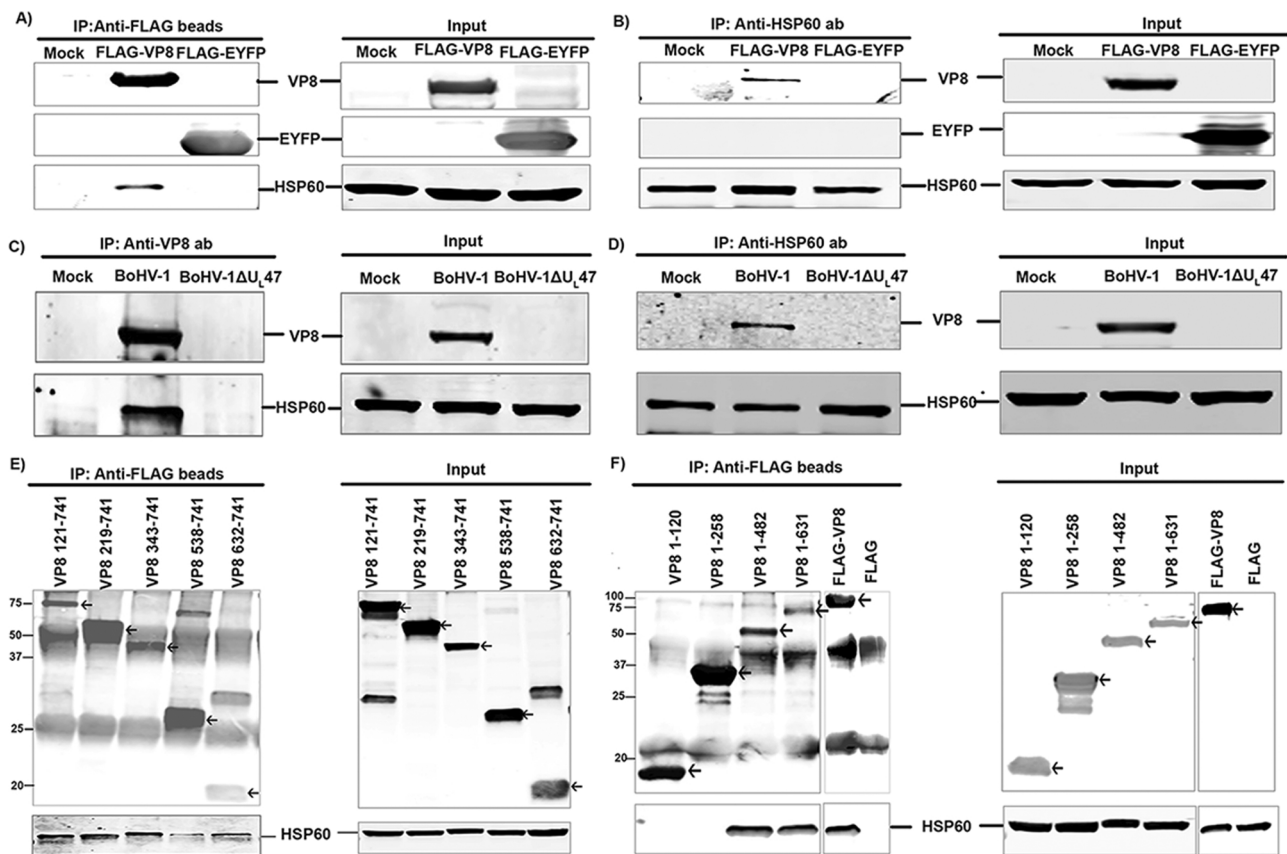 A)
IP:Anti-FLAG beads
Input
Mock FLAG-VP8 FLAG-EYFP
Mock FLAG-VP8 FLAG-EYFP
VP8
EYFP
HSP60
B)
IP: Anti-HSP60 ab
Input
Mock FLAG-VP8 FLAG-EYFP
Mock FLAG-VP8 FLAG-EYFP
VP8
EYFP
HSP60
C)
IP: Anti-VP8 ab
Input
Mock BoHV-1 BoHV-1ΔUL47
Mock BoHV-1 BoHV-1ΔUL47
VP8
HSP60
D)
IP: Anti-HSP60 ab
Input
Mock BoHV-1 BoHV-1ΔUL47
Mock BoHV-1 BoHV-1ΔUL47
VP8
HSP60
E)
IP: Anti-FLAG beads
Input
VP8 121-741
VP8 219-741
VP8 343-741
VP8 538-741
VP8 632-741
VP8 121-741
VP8 219-741
VP8 343-741
VP8 538-741
VP8 632-741
75
50
37
25
20
HSP60
F)
IP: Anti-FLAG beads
Input
VP8 1-120
VP8 1-258
VP8 1-482
VP8 1-631
FLAG-VP8
FLAG
VP8 1-120
VP8 1-258
VP8 1-482
VP8 1-631
FLAG-VP8
FLAG
100
75
50
37
25
20
HSP60